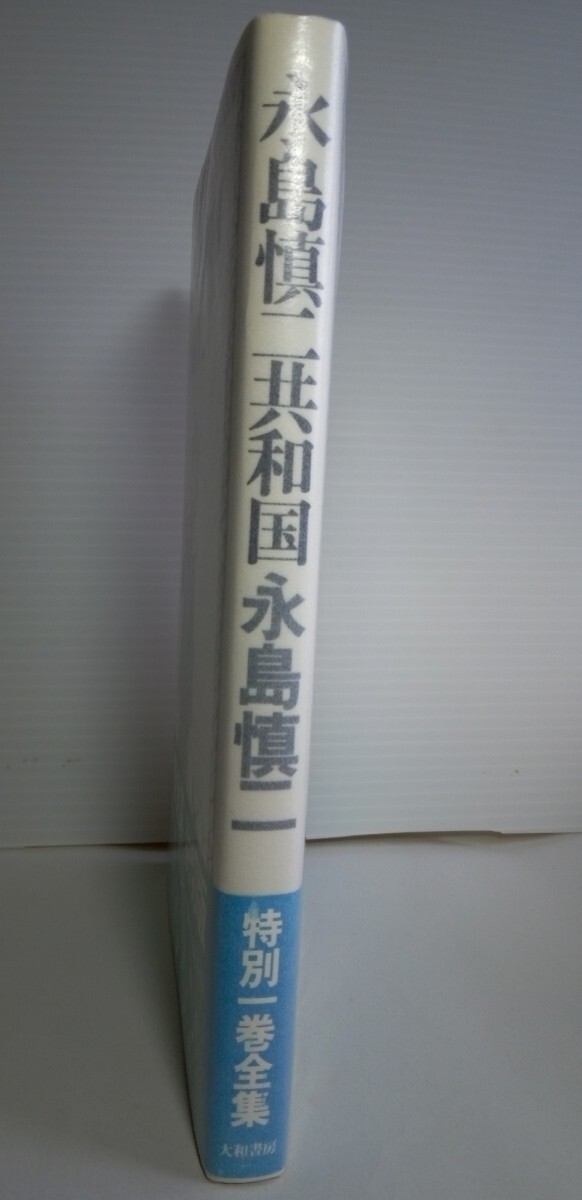 永島慎二共和国
永島慎二
特別一巻全集
大和書房